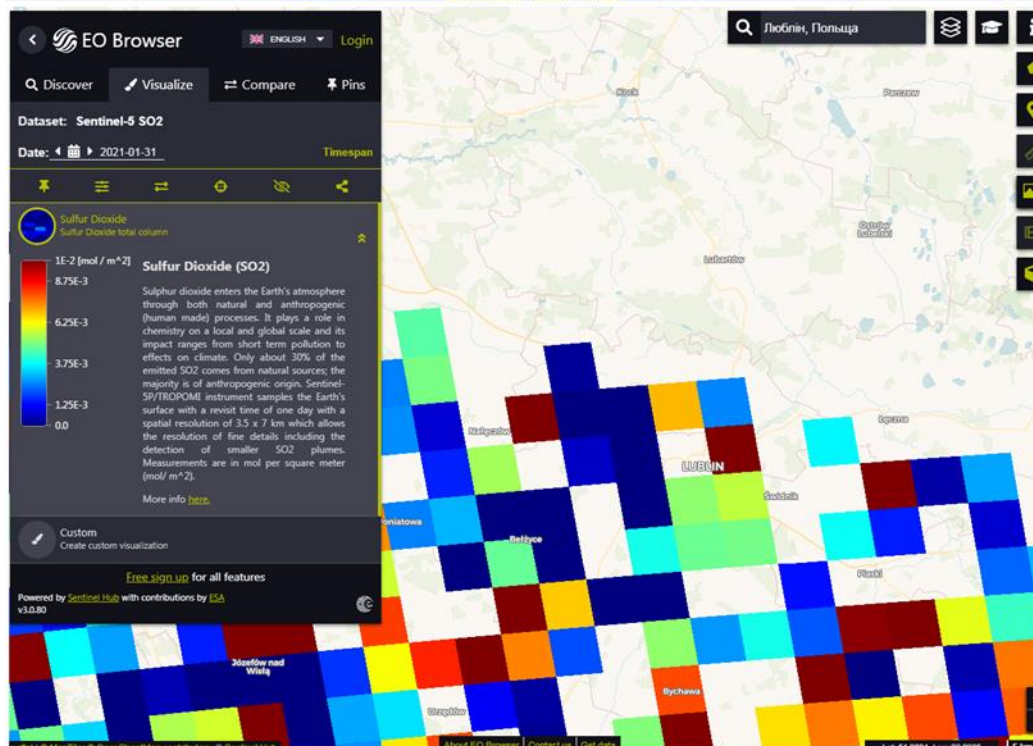 EO Browser
ENGLISH
Login
Discover
Visualize
Compare
Pins
Dataset: Sentinel-5 SO2
Date: 2021-01-31
Timespan
Sulfur Dioxide
Sulfur Dioxide total column
1E-2 [mol / m^2]
8.75E-3
6.25E-3
3.75E-3
1.25E-3
0.0
Sulfur Dioxide (SO2)
Sulphur dioxide enters the Earth's atmosphere
through both natural and anthropogenic
(human made) processes. It plays a role in
chemistry on a local and global scale and its
impact ranges from short term pollution to
effects on climate. Only about 30% of the
emitted SO2 comes from natural sources; the
majority is of anthropogenic origin. Sentinel-
5P/TROPOMI instrument samples the Earth's
surface with a revisit time of one day with a
spatial resolution of 3.5 x 7 km which allows
the resolution of fine details including the
detection of smaller SO2 plumes.
Measurements are in mol per square meter
(mol/ m^2).
More info here.
Custom
Create custom visualization
Free sign up for all features
Powered by Sentinel Hub with contributions by ESA
v3.0.80
Люблін, Польща
Kock
Parczew
Ostrów
Lubelski
Lubartów
Łęczna
Nałęczów
LUBLIN
Świdnik
oniatowa
Bełżyce
Piaski
Józefów nad
Wisłą
Bychawa
Urzędów
About EO Browser
Contact us
Get data